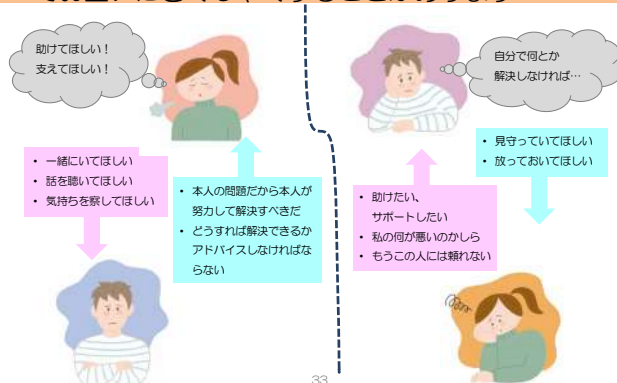 助けてほしい！
支えてほしい！
• 一緒にいてほしい
• 話を聴いてほしい
• 気持ちを察してほしい
• 本人の問題だから本人が
努力して解決すべきだ
• どうすれば解決できるか
アドバイスしなければな
らない
自分で何とか
解決しなければ…
• 見守っていてほしい
• 放っておいてほしい
• 助けたい、
サポートしたい
• 私の何が悪いのかしら
• もうこの人には頼れない
33